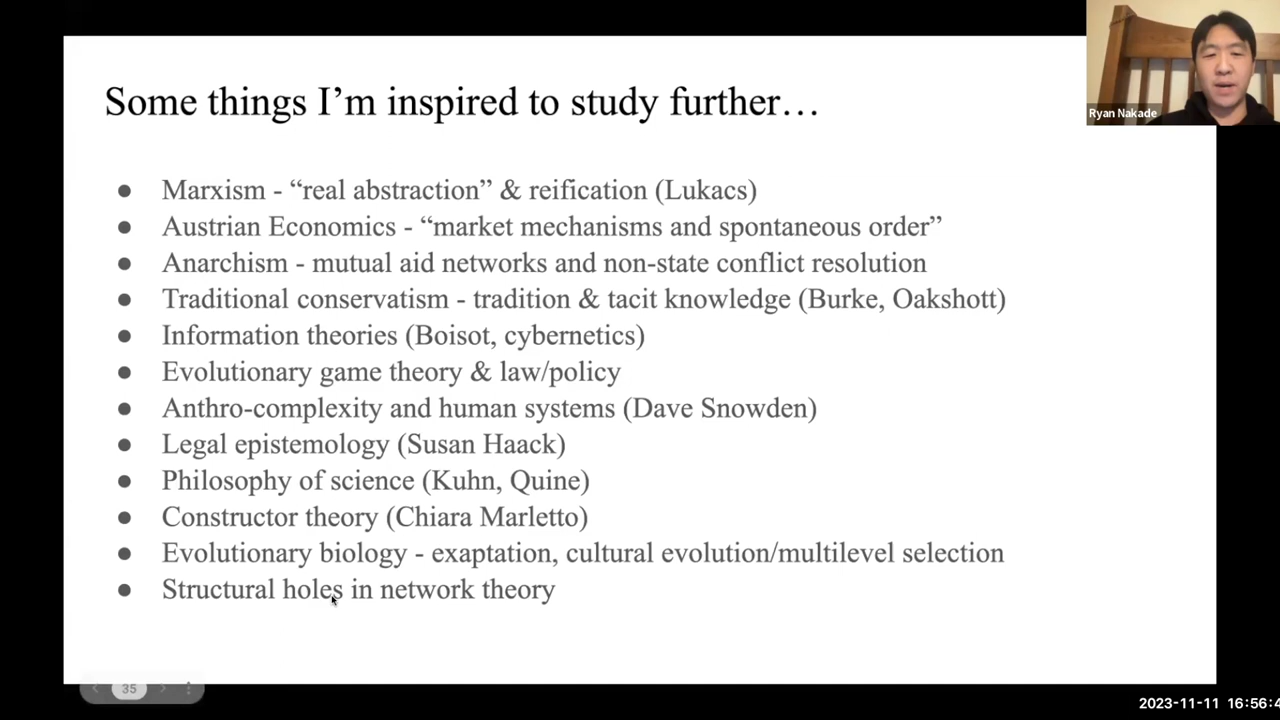 Some things I'm inspired to study further…
Ryan Nakade
● Marxism - “real abstraction” & reification (Lukacs)
● Austrian Economics - “market mechanisms and spontaneous order”
● Anarchism - mutual aid networks and non-state conflict resolution
● Traditional conservatism - tradition & tacit knowledge (Burke, Oakshott)
● Information theories (Boisot, cybernetics)
● Evolutionary game theory & law/policy
● Anthro-complexity and human systems (Dave Snowden)
● Legal epistemology (Susan Haack)
● Philosophy of science (Kuhn, Quine)
● Constructor theory (Chiara Marletto)
● Evolutionary biology - exaptation, cultural evolution/multilevel selection
● Structural holes in network theory
35
2023-11-11 16:56:4